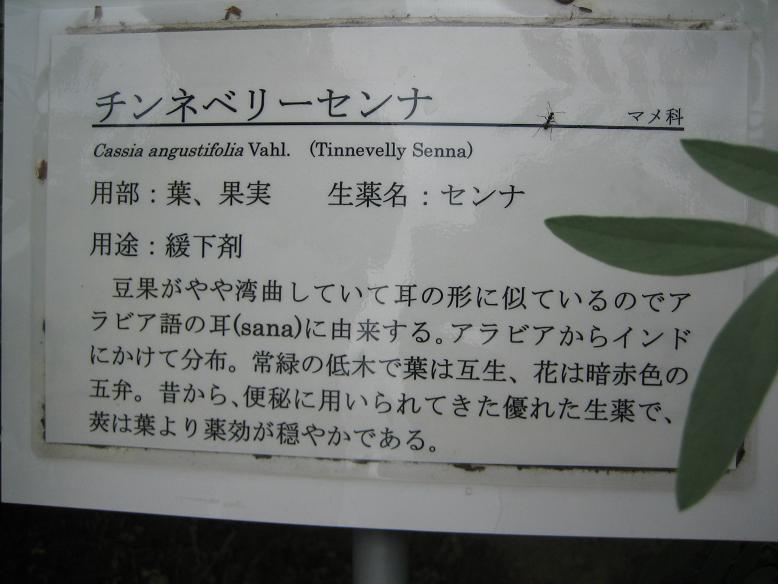 チンネベリーセンナ マメ科
Cassia angustifolia Vahl. (Tinnevelly Senna)
用部：葉、果実 生薬名：センナ
用途：緩下剤
豆果がやや湾曲していて耳の形に似ているのでア
ラビア語の耳(sana)に由来する。アラビアからインド
にかけて分布。常緑の低木で葉は互生、花は暗赤色の
五弁。昔から、便秘に用いられてきた優れた生薬で、
莢は葉より薬効が穏やかである。